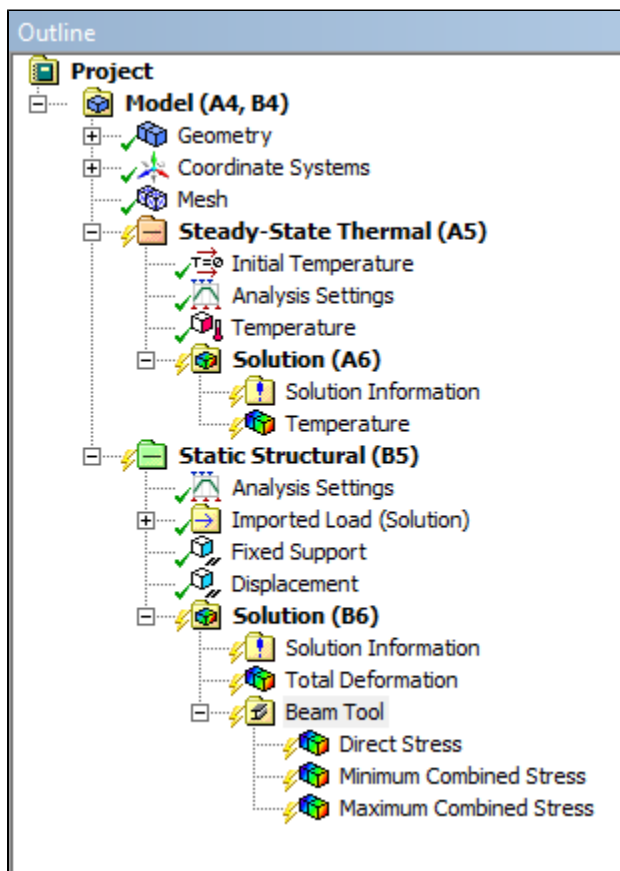 Outline
Project
Model (A4, B4)
Geometry
Coordinate Systems
Mesh
Steady-State Thermal (A5)
T=0 Initial Temperature
Analysis Settings
Temperature
Solution (A6)
Solution Information
Temperature
Static Structural (B5)
Analysis Settings
Imported Load (Solution)
Fixed Support
Displacement
Solution (B6)
Solution Information
Total Deformation
Beam Tool
Direct Stress
Minimum Combined Stress
Maximum Combined Stress